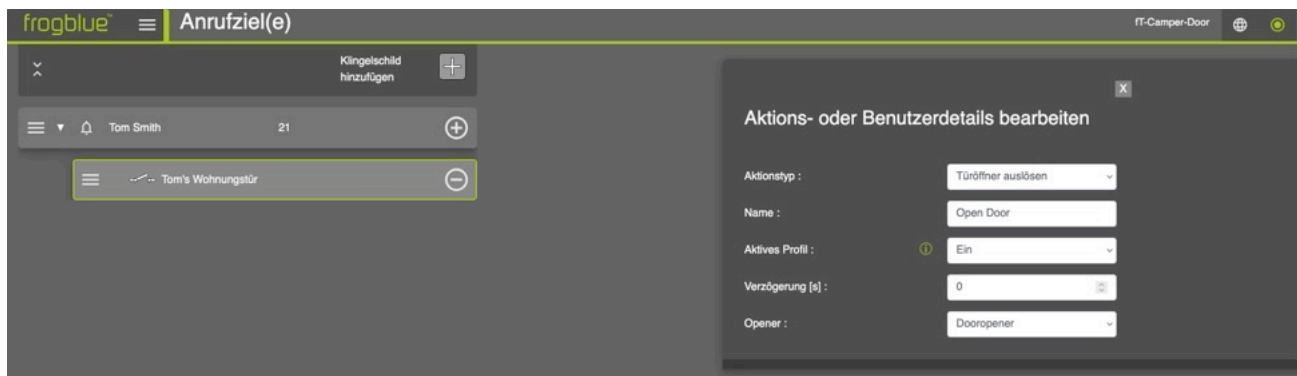 frogblue™ Anrufziel(e) fT-Camper-Door
Klingelschild
hinzufügen
Tom Smith 21
Tom's Wohnungstür
X
Aktions- oder Benutzerdetails bearbeiten
Aktionstyp : Türöffner auslösen
Name : Open Door
Aktives Profil : Ein
Verzögerung [s] : 0
Opener : Dooropener